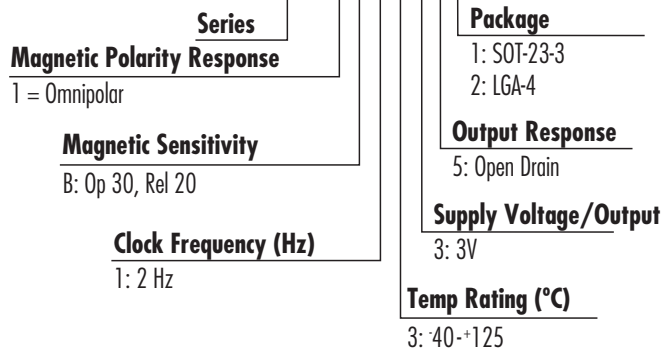 Series
Magnetic Polarity Response
1 = Omnipolar
Magnetic Sensitivity
B: Op 30, Rel 20
Clock Frequency (Hz)
1: 2 Hz
Package
1: SOT-23-3
2: LGA-4
Output Response
5: Open Drain
Supply Voltage/Output
3: 3V
Temp Rating (°C)
3: -40-+125